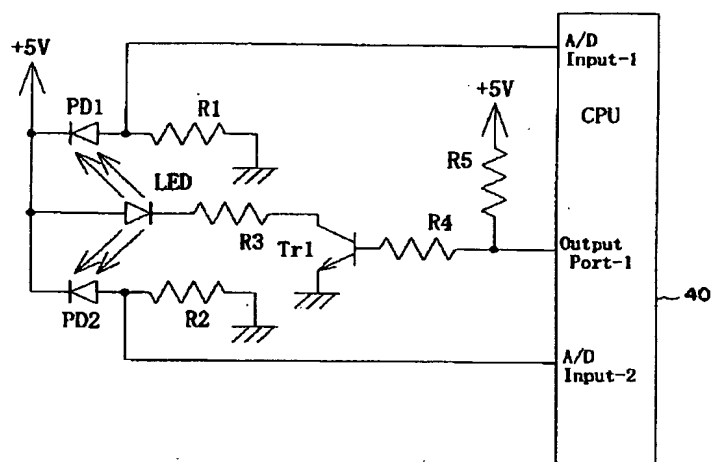 +5V
A/D
Input-1
PD1
R1
+5V
CPU
LED
R5
R3
Tr1
R4
Output
Port-1
40
PD2
R2
A/D
Input-2